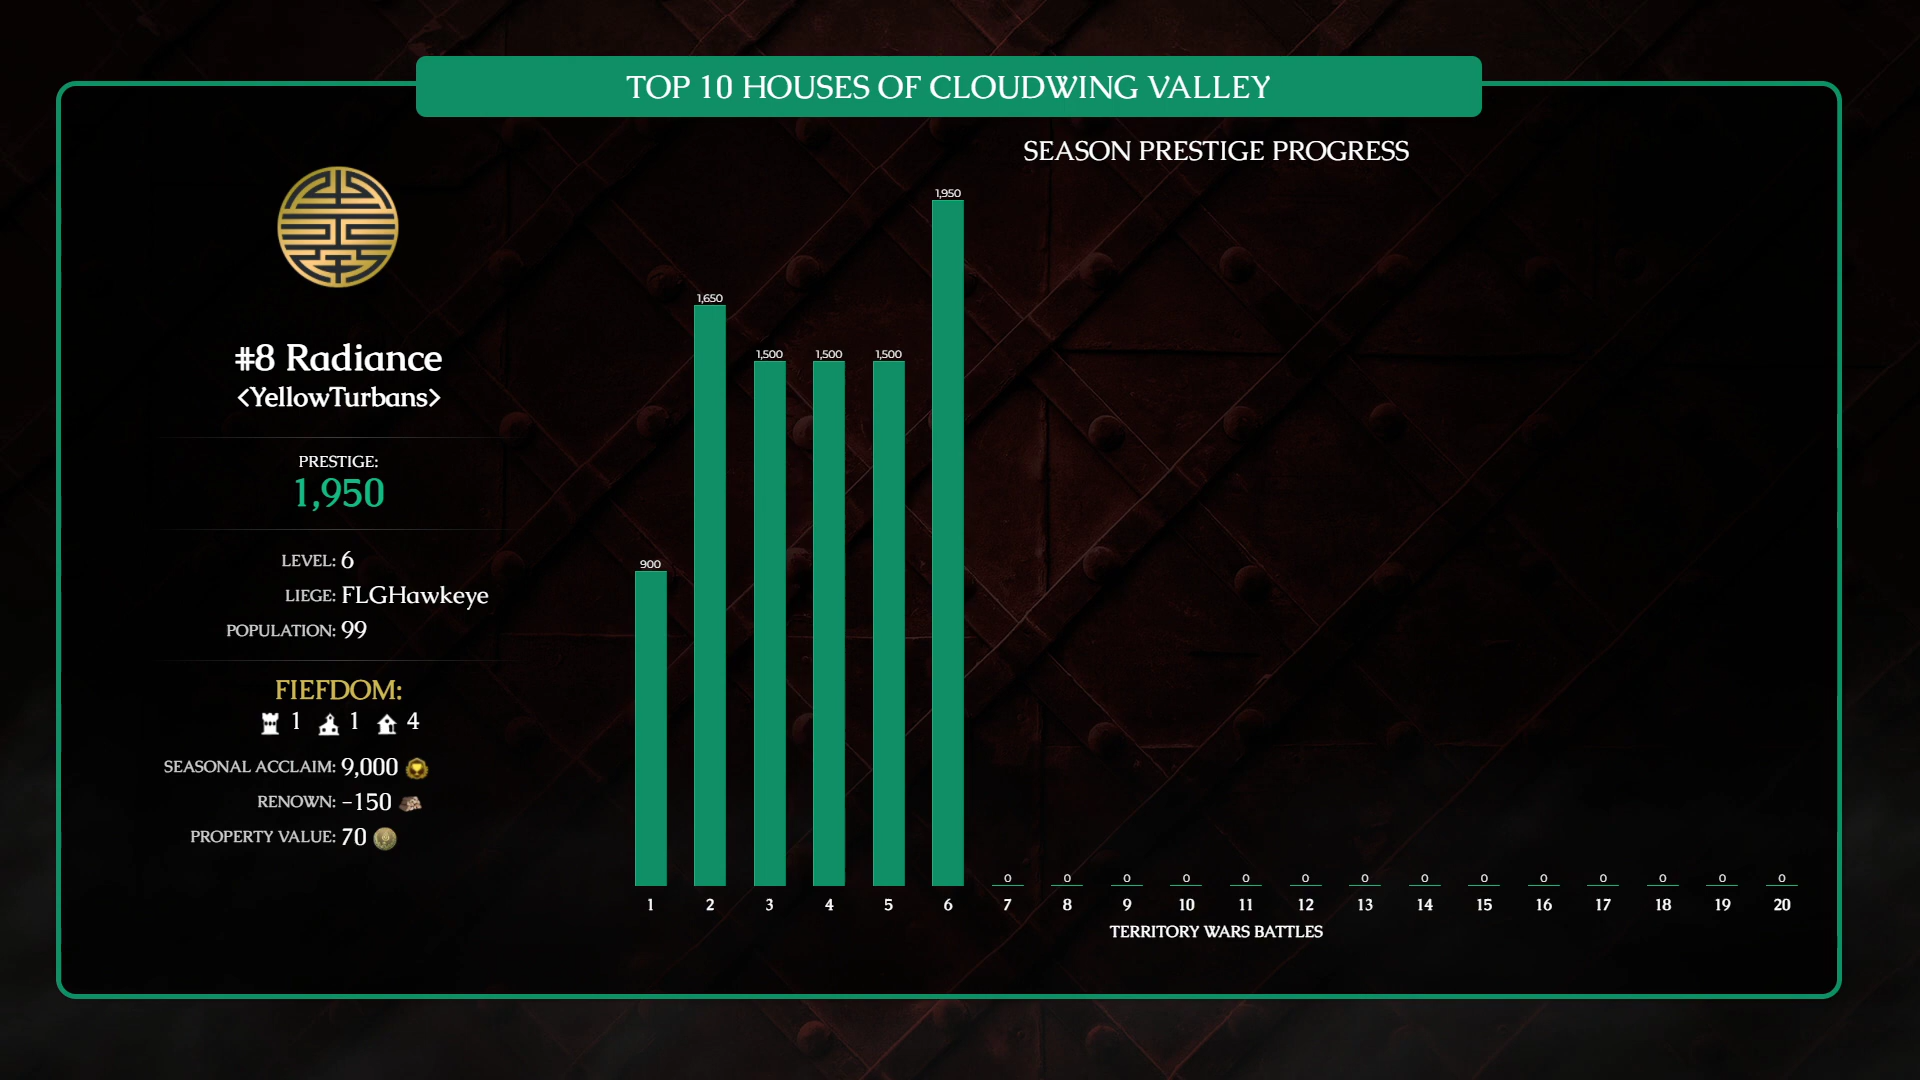 TOP 10 HOUSES OF CLOUDWING VALLEY
#8 Radiance
<YellowTurbans>
PRESTIGE:
1,950
LEVEL: 6
LIEGE: FLGHawkeye
POPULATION: 99
FIEFDOM:
1 1 4
SEASONAL ACCLAIM: 9,000
RENOWN: -150
PROPERTY VALUE: 70
SEASON PRESTIGE PROGRESS
900 1,650 1,500 1,500 1,500 1,950 0 0 0 0 0 0 0 0 0 0 0 0 0 0
1 2 3 4 5 6 7 8 9 10 11 12 13 14 15 16 17 18 19 20
TERRITORY WARS BATTLES